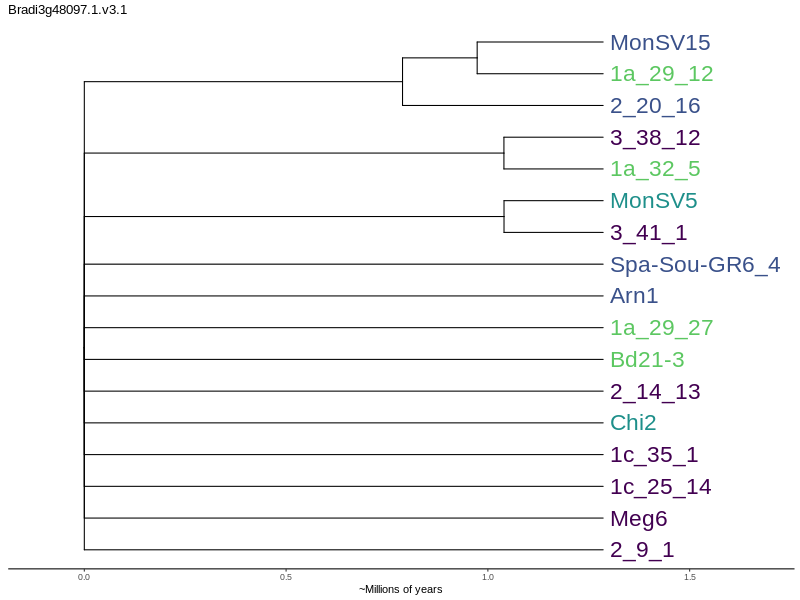 Bradi3g48097.1.v3.1
MonSV15
1a_29_12
2_20_16
3_38_12
1a_32_5
MonSV5
3_41_1
Spa-Sou-GR6_4
Arn1
1a_29_27
Bd21-3
2_14_13
Chi2
1c_35_1
1c_25_14
Meg6
2_9_1
0.0 0.5 1.0 1.5
~Millions of years